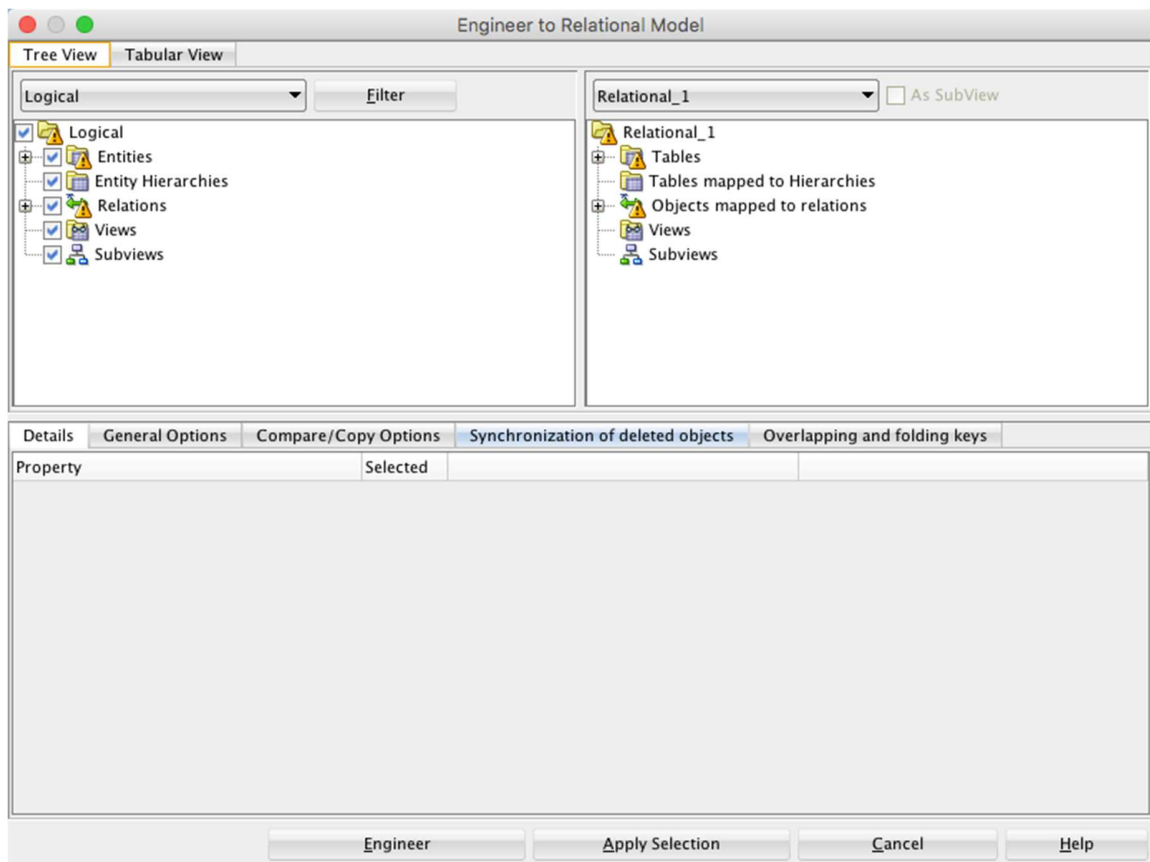 Engineer to Relational Model
Tree View Tabular View
Logical Filter Relational_1 As SubView
Logical
Entities
Entity Hierarchies
Relations
Views
Subviews
Relational_1
Tables
Tables mapped to Hierarchies
Objects mapped to relations
Views
Subviews
Details General Options Compare/Copy Options Synchronization of deleted objects Overlapping and folding keys
Property Selected
Engineer Apply Selection Cancel Help